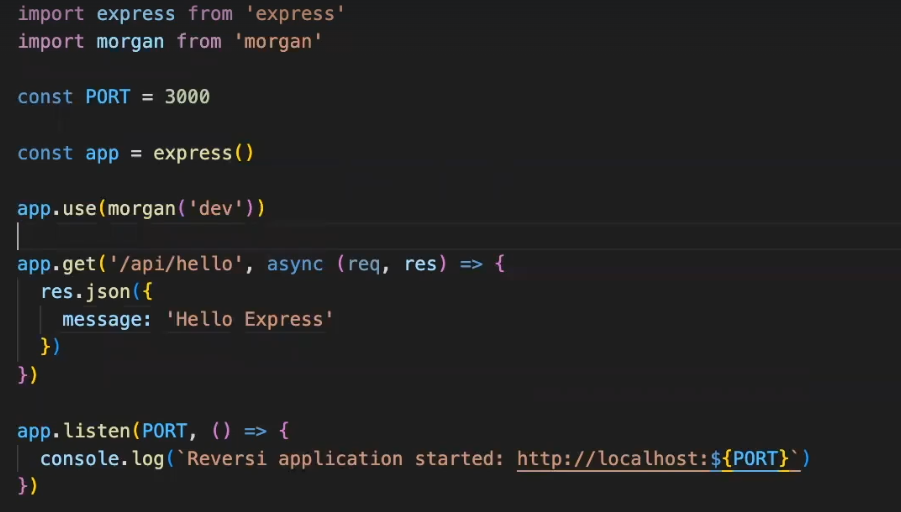 import express from 'express'
import morgan from 'morgan'
const PORT = 3000
const app = express()
app.use(morgan('dev'))
app.get('/api/hello', async (req, res) => {
  res.json({
    message: 'Hello Express'
  })
})
app.listen(PORT, () => {
  console.log(`Reversi application started: http://localhost:${PORT}`)
})